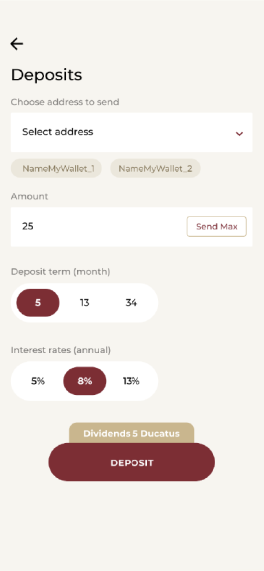 Deposits
Choose address to send
Select address
NameMyWallet_1 NameMyWallet_2
Amount
25 Send Max
Deposit term (month)
5 13 34
Interest rates (annual)
5% 8% 13%
Dividends 5 Ducatus
DEPOSIT